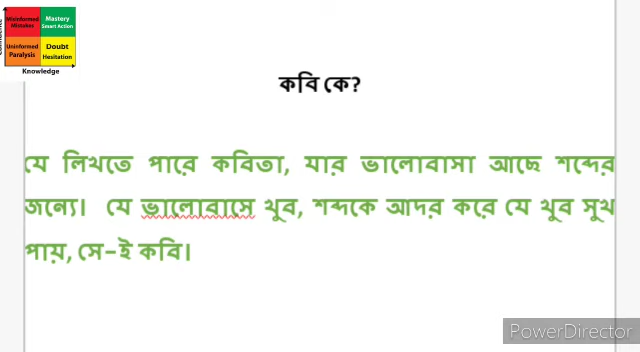 Misinformed
Mistakes
Mastery
Smart Action
Uninformed
Paralysis
Doubt
Hesitation
Knowledge
কবি কে?
যে লিখতে পারে কবিতা, যার ভালোবাসা আছে শব্দের
জন্যে। যে ভালোবাসে খুব, শব্দকে আদর করে যে খুব সুখ
পায়, সে-ই কবি।
PowerDirector